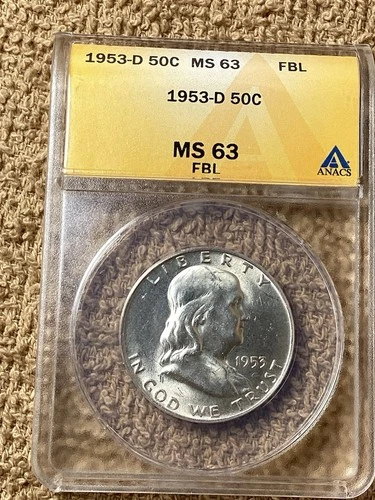 1953-D 50C MS 63 FBL
1953-D 50C
MS 63
FBL
ANACS
LIBERTY
1953
IN GOD WE TRUST